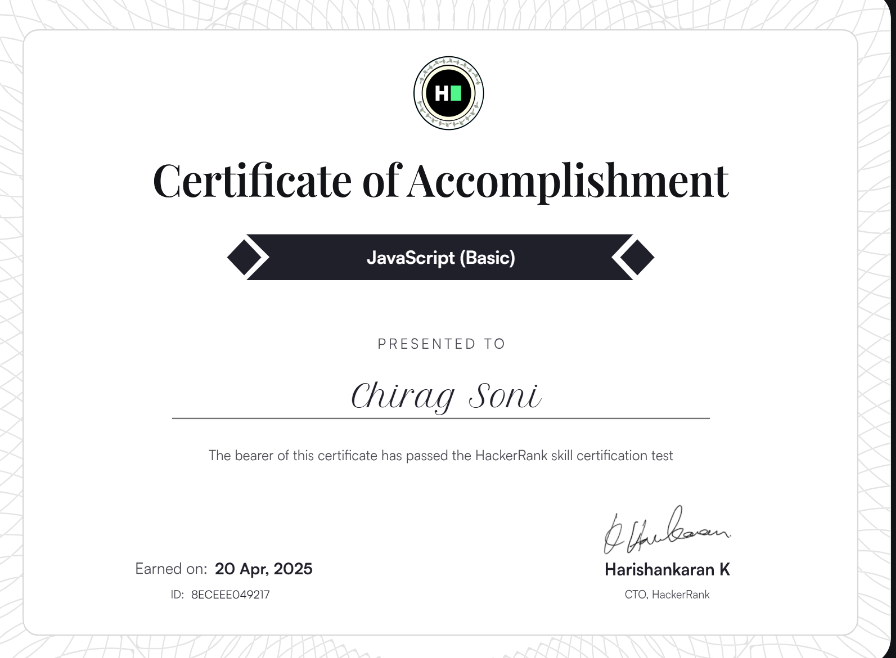 H
Certificate of Accomplishment
JavaScript (Basic)
PRESENTED TO
Chirag Soni
The bearer of this certificate has passed the HackerRank skill certification test
Earned on: 20 Apr, 2025
ID: 8ECEEE049217
Harishankaran K
CTO, HackerRank